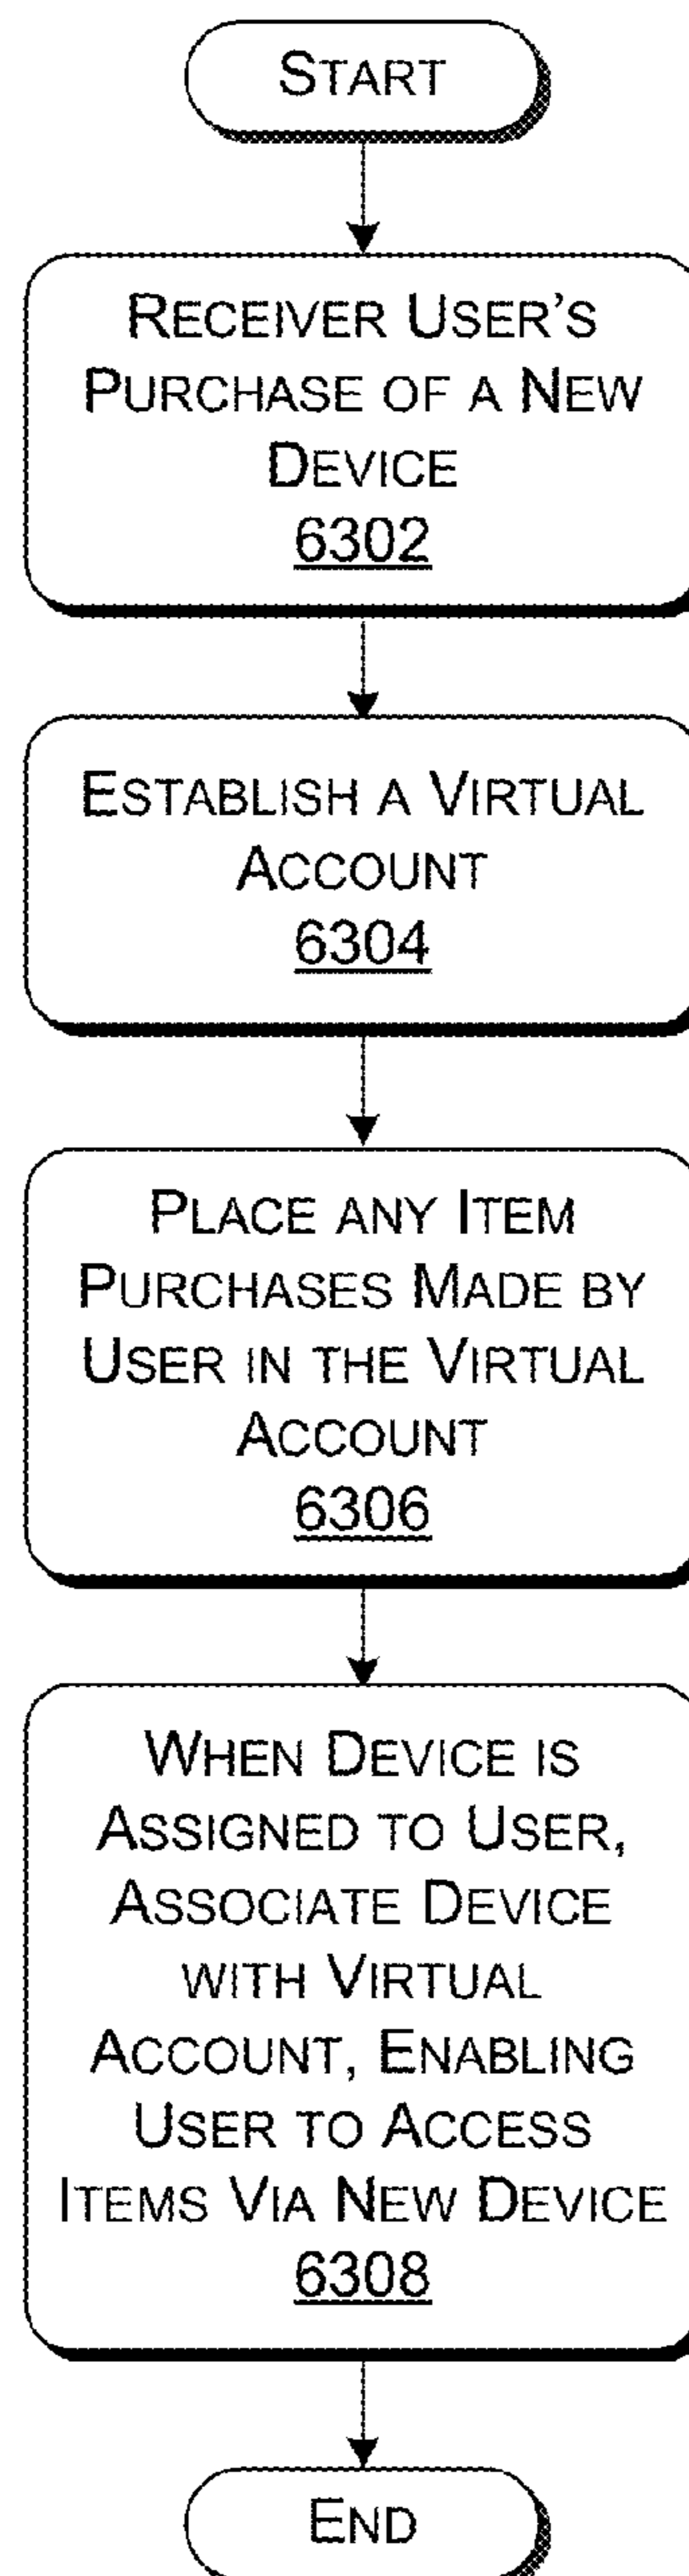 START
RECEIVER USER'S
PURCHASE OF A NEW
DEVICE
6302
ESTABLISH A VIRTUAL
ACCOUNT
6304
PLACE ANY ITEM
PURCHASES MADE BY
USER IN THE VIRTUAL
ACCOUNT
6306
WHEN DEVICE IS
ASSIGNED TO USER,
ASSOCIATE DEVICE
WITH VIRTUAL
ACCOUNT, ENABLING
USER TO ACCESS
ITEMS VIA NEW DEVICE
6308
END